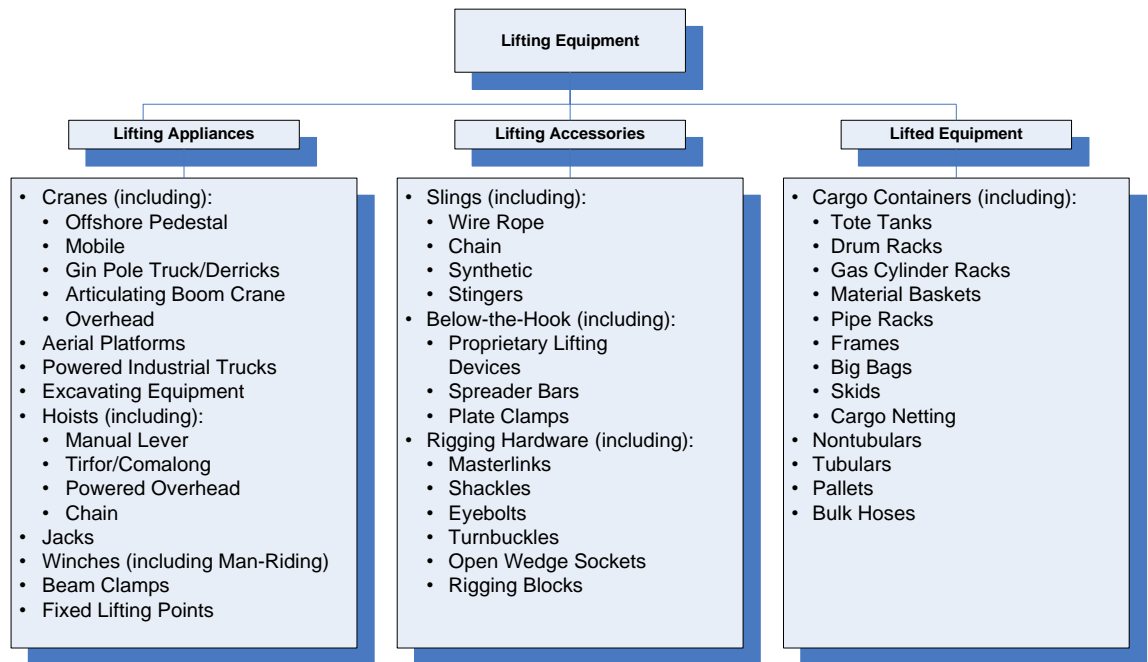 Lifting Equipment
Lifting Appliances
Lifting Accessories
Lifted Equipment
• Cranes (including):
• Offshore Pedestal
• Mobile
• Gin Pole Truck/Derricks
• Articulating Boom Crane
• Overhead
• Aerial Platforms
• Powered Industrial Trucks
• Excavating Equipment
• Hoists (including):
• Manual Lever
• Tirfor/Comalong
• Powered Overhead
• Chain
• Jacks
• Winches (including Man-Riding)
• Beam Clamps
• Fixed Lifting Points
• Slings (including):
• Wire Rope
• Chain
• Synthetic
• Stingers
• Below-the-Hook (including):
• Proprietary Lifting
Devices
• Spreader Bars
• Plate Clamps
• Rigging Hardware (including):
• Masterlinks
• Shackles
• Eyebolts
• Turnbuckles
• Open Wedge Sockets
• Rigging Blocks
• Cargo Containers (including):
• Tote Tanks
• Drum Racks
• Gas Cylinder Racks
• Material Baskets
• Pipe Racks
• Frames
• Big Bags
• Skids
• Cargo Netting
• Nontubulars
• Tubulars
• Pallets
• Bulk Hoses